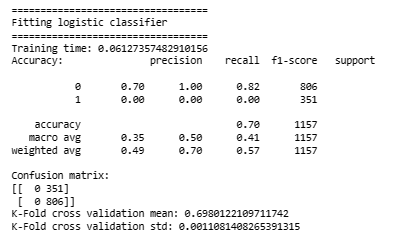 ==================================
Fitting logistic classifier
==================================
Training time: 0.06127357482910156
Accuracy: precision recall f1-score support
0 0.70 1.00 0.82 806
1 0.00 0.00 0.00 351
accuracy 0.70 1157
macro avg 0.35 0.50 0.41 1157
weighted avg 0.49 0.70 0.57 1157
Confusion matrix:
[[ 0 351]
[ 0 806]]
K-Fold cross validation mean: 0.6980122109711742
K-Fold cross validation std: 0.0011081408265391315